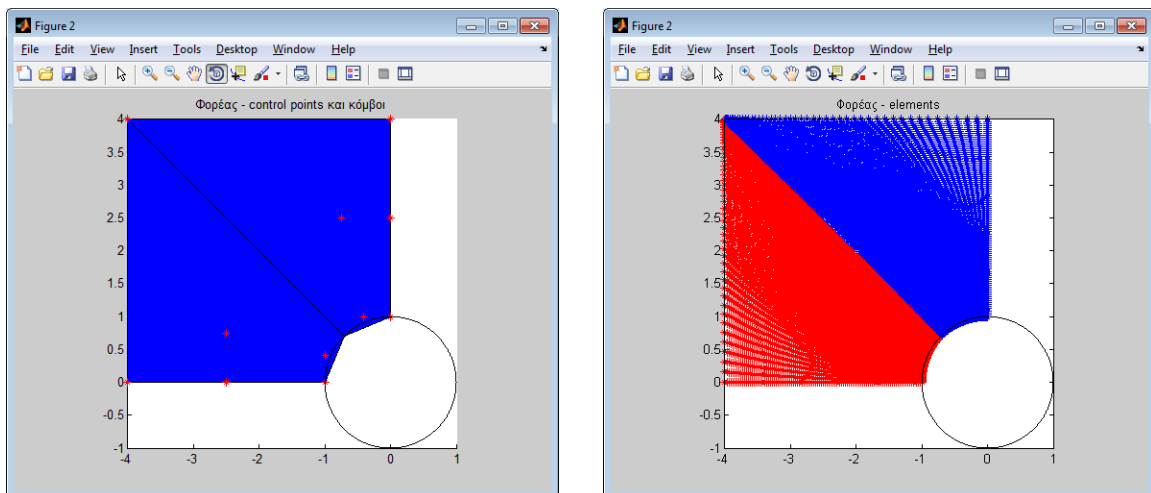 Figure 2
File Edit View Insert Tools Desktop Window Help
Φορέας - control points και κόμβοι
4
3.5
3
2.5
2
1.5
1
0.5
0
-0.5
-1
-4 -3 -2 -1 0 1
Figure 2
File Edit View Insert Tools Desktop Window Help
Φορέας - elements
4
3.5
3
2.5
2
1.5
1
0.5
0
-0.5
-1
-4 -3 -2 -1 0 1